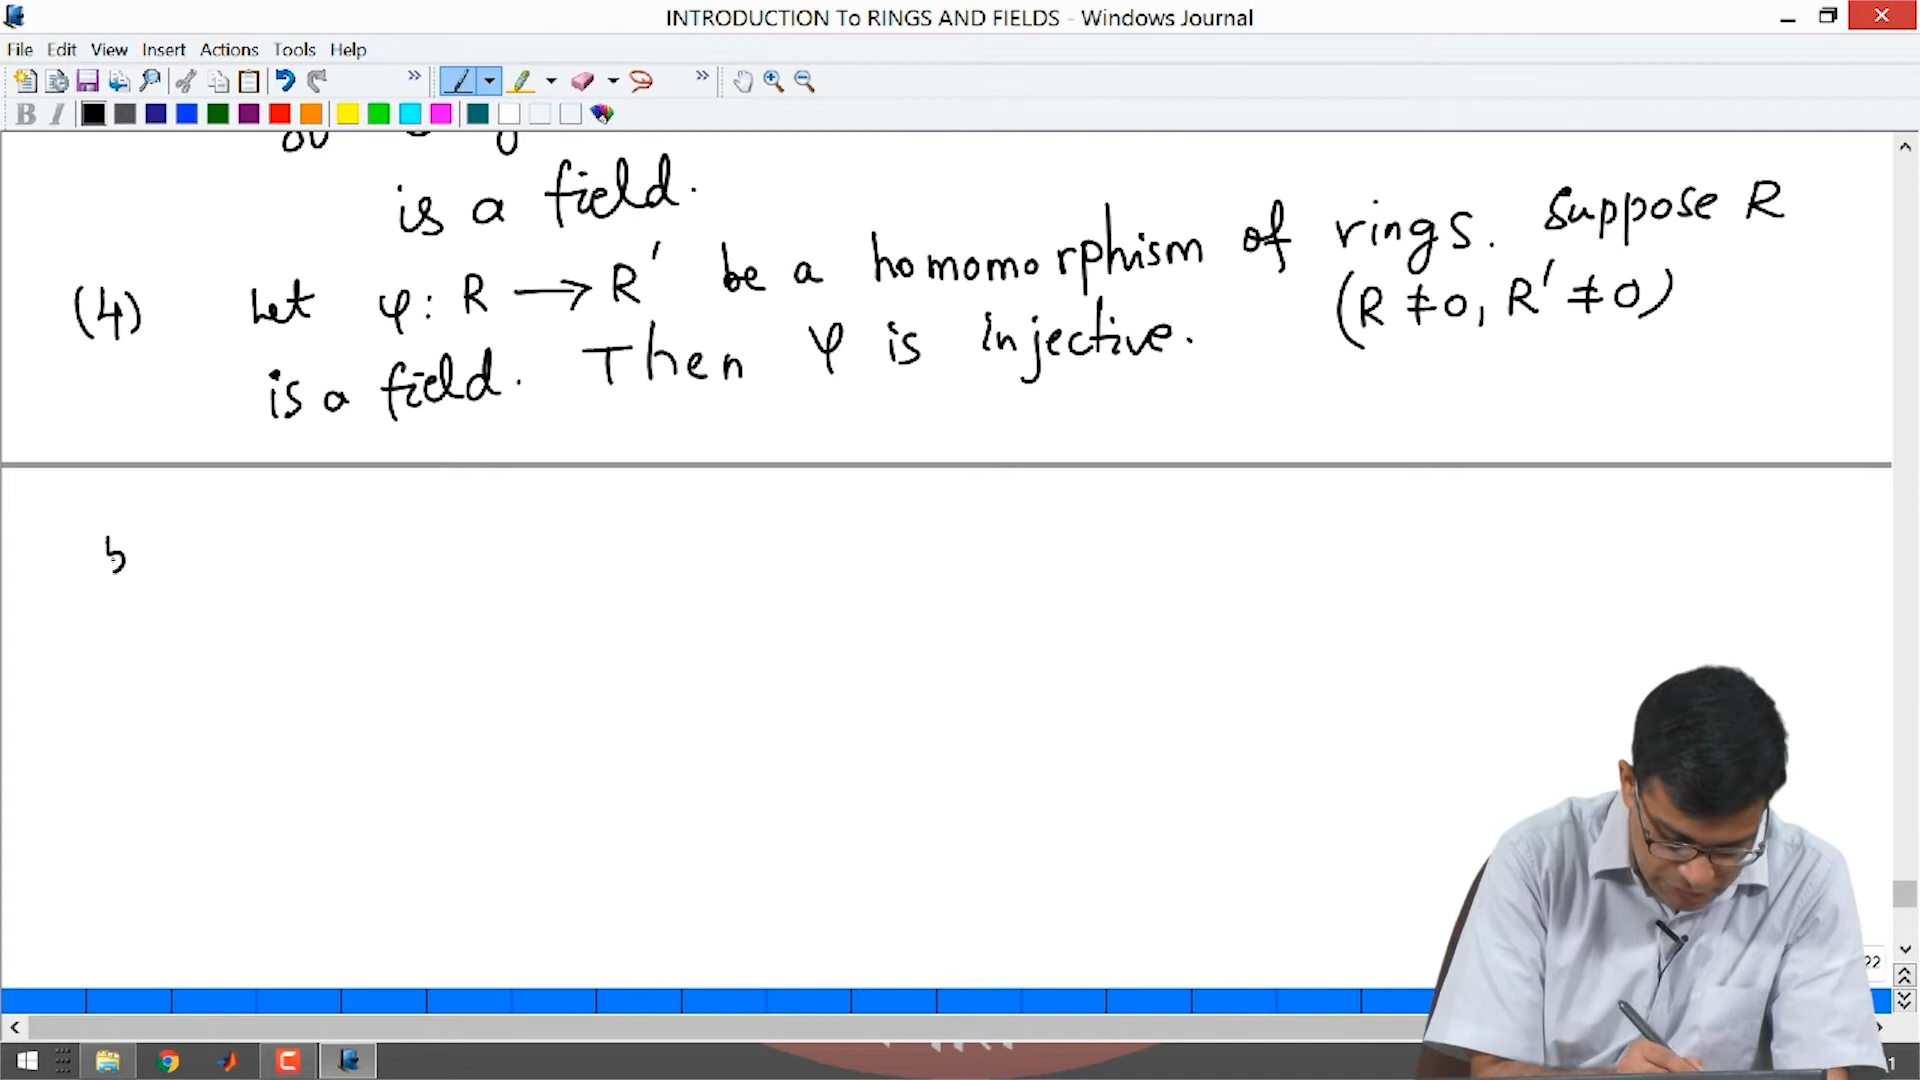 INTRODUCTION To RINGS AND FIELDS - Windows Journal
File Edit View Insert Actions Tools Help
B I
is a field.
(4) Let φ: R → R' be a homomorphism of rings. Suppose R
is a field. Then φ is injective. (R ≠ 0, R' ≠ 0)
22